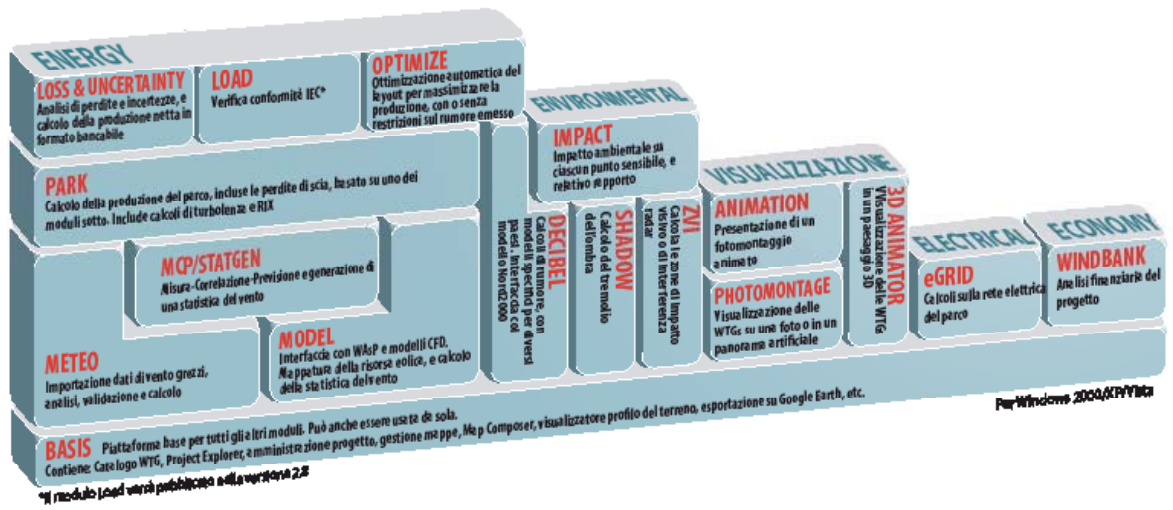 ENERGY
LOSS & UNCERTAINTY
Analisi di perdite e incertezze, e
calcolo della produzione netta in
formato bancabile
LOAD
Verifica conformità IEC*
OPTIMIZE
Ottimizzazione automatica del
layout per massimizzare la
produzione, con o senza
restrizioni sul rumore emesso
PARK
Calcolo della produzione del parco, incluse le perdite di scia, basato su uno dei
moduli sotto. Include calcoli di turbolenza e RIX
MCP/STATGEN
Misura-Correlazione-Previsione e generazione di
una statistica del vento
METEO
Importazione dati di vento grezzi,
analisi, validazione e calcolo
MODEL
Interfaccia con WAsP e modelli CFD.
Mappatura della risorsa eolica, e calcolo
della statistica del vento
ENVIRONMENTAL
IMPACT
Impatto ambientale su
ciascun punto sensibile, e
relativo rapporto
DECIBEL
Calcoli di rumore, con
modelli specifici per diversi
paesi. Interfaccia col
modello Nord2000
SHADOW
Calcolo del tremolio
dell'ombra
ZVI
Calcola le zone di impatto
visivo o di interferenza
radar
VISUALIZZAZIONE
ANIMATION
Presentazione di un
fotomontaggio
animato
PHOTOMONTAGE
Visualizzazione delle
WTGs su una foto o in un
panorama artificiale
3D ANIMATOR
Visualizzazione delle WTGs
in un paesaggio 3D
ELECTRICAL
eGRID
Calcoli sulla rete elettrica
del parco
ECONOMY
WINDBANK
Analisi finanziaria del
progetto
BASIS Piattaforma base per tutti gli altri moduli. Può anche essere usata da sola.
Contiene: Catalogo WTG, Project Explorer, amministrazione progetto, gestione mappe, Map Composer, visualizzatore profilo del terreno, esportazione su Google Earth, etc.
Per Windows 2000/XP/Vista
*Il modulo Load verrà pubblicato nella versione 2.8